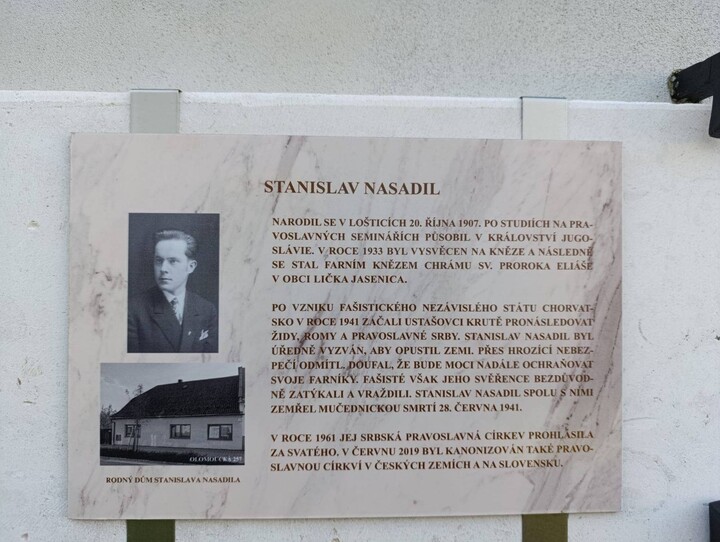 STANISLAV NASADIL
NARODIL SE V LOŠTICÍCH 20. ŘÍJNA 1907. PO STUDIÍCH NA PRA-
VOSLAVNÝCH SEMINÁŘÍCH PŮSOBIL V KRÁLOVSTVÍ JUGO-
SLÁVIE. V ROCE 1933 BYL VYSVĚCEN NA KNĚZE A NÁSLEDNĚ
SE STAL FARNÍM KNĚZEM CHRÁMU SV. PROROKA ELIÁŠE
V OBCI LIČKA JASENICA.
PO VZNIKU FAŠISTICKÉHO NEZÁVISLÉHO STÁTU CHORVAT-
SKO V ROCE 1941 ZAČALI USTAŠOVCI KRUTĚ PRONÁSLEDOVAT
ŽIDY, ROMY A PRAVOSLAVNÉ SRBY. STANISLAV NASADIL BYL
ÚŘEDNĚ VYZVÁN, ABY OPUSTIL ZEMI. PŘES HROZÍCÍ NEBEZ-
PEČÍ ODMÍTL. DOUFAL, ŽE BUDE MOCI NADÁLE OCHRAŇOVAT
SVOJE FARNÍKY. FAŠISTÉ VŠAK JEHO SVĚŘENCE BEZDŮVOD-
NĚ ZATÝKALI A VRAŽDILI. STANISLAV NASADIL SPOLU S NIMI
ZEMŘEL MUČEDNICKOU SMRTÍ 28. ČERVNA 1941.
V ROCE 1961 JEJ SRBSKÁ PRAVOSLAVNÁ CÍRKEV PROHLÁSILA
ZA SVATÉHO. V ČERVNU 2019 BYL KANONIZOVÁN TAKÉ PRAVO-
SLAVNOU CÍRKVÍ V ČESKÝCH ZEMÍCH A NA SLOVENSKU.
OLOMOUCKÁ 257
RODNÝ DŮM STANISLAVA NASADILA